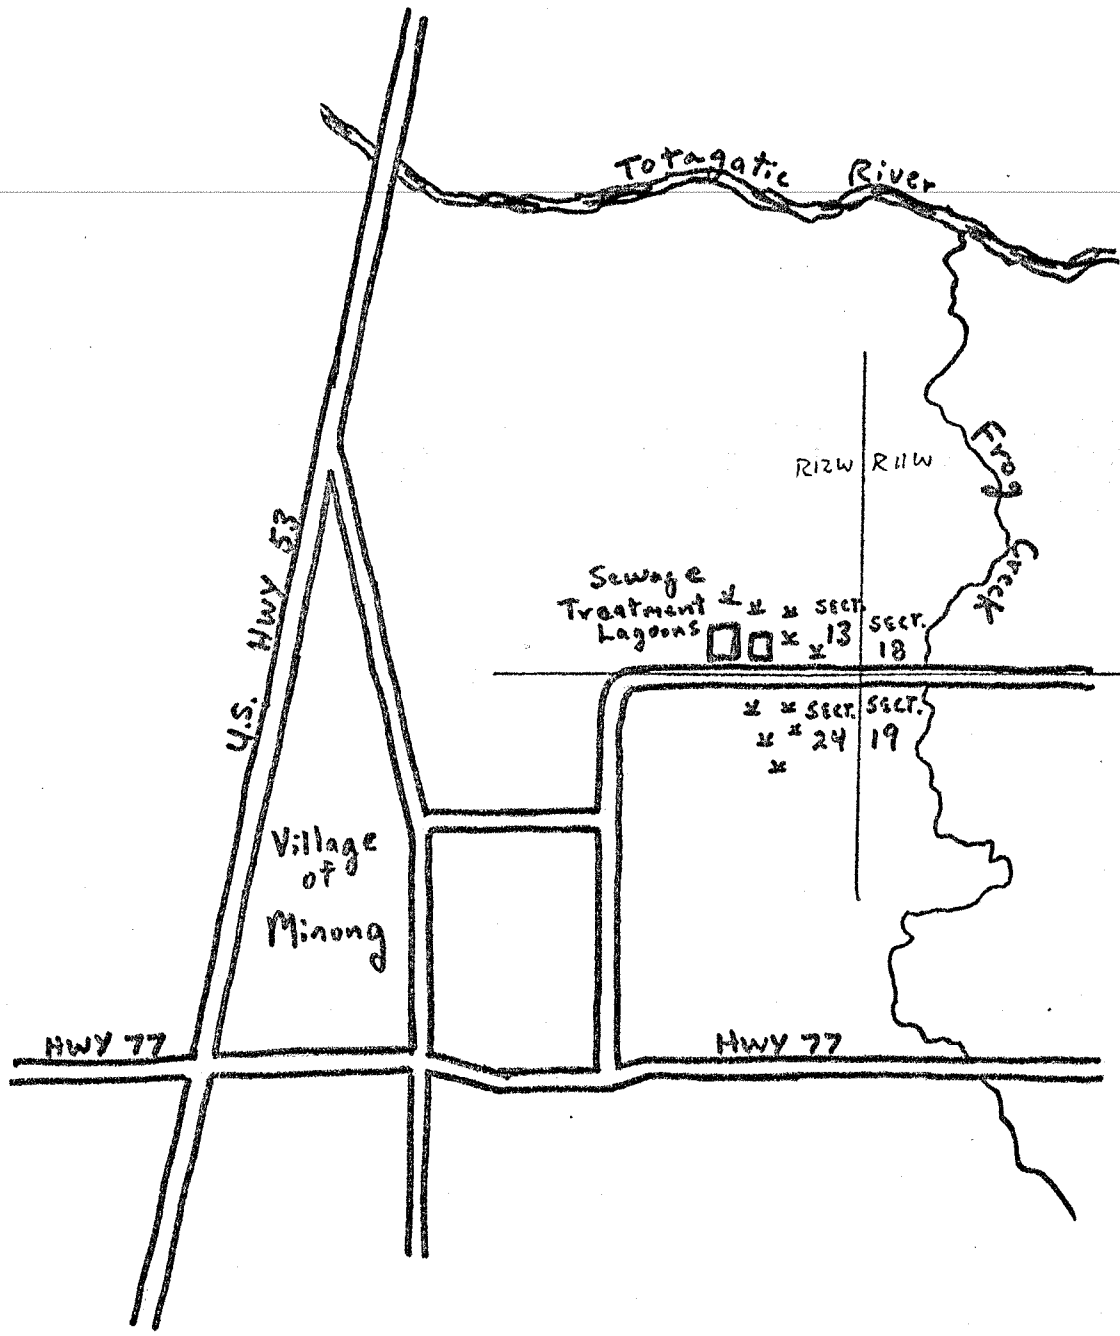 Totagatic River
R12W R11W
Frog
Creek
U.S. HWY 53
Sewage
Treatment
Lagoons
SECT. 13
SECT. 18
SECT. 24
SECT. 19
Village
of
Minong
HWY 77
HWY 77